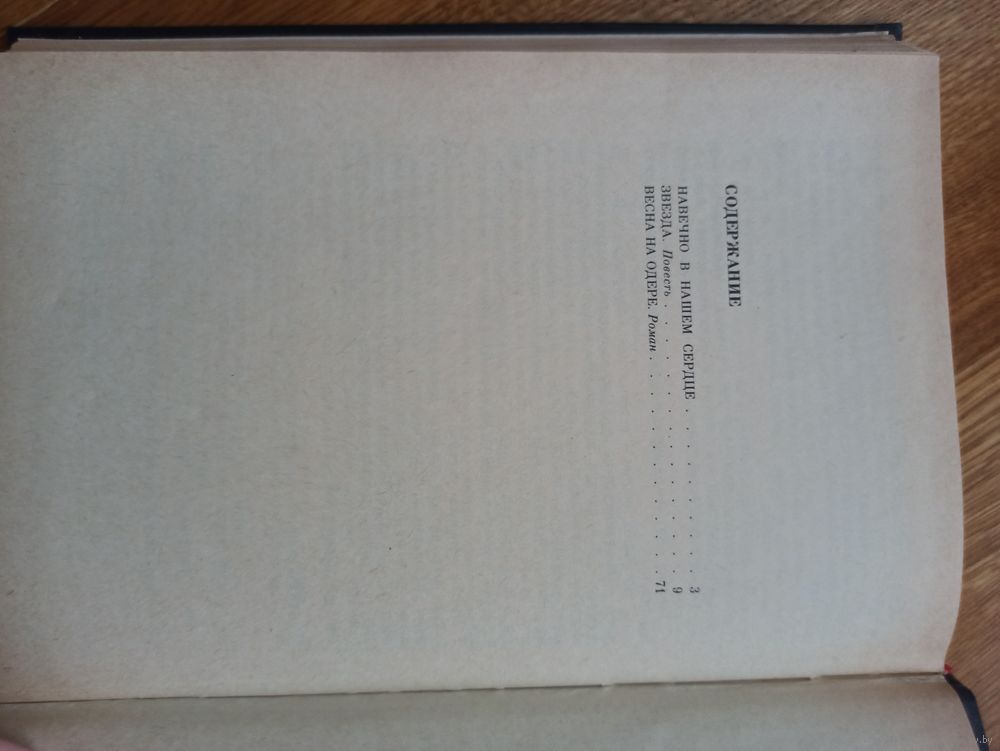 СОДЕРЖАНИЕ
НАВЕЧНО В НАШЕМ СЕРДЦЕ . . . . . . . . . . 3
ЗВЕЗДА. Повесть . . . . . . . . . . . . . 9
ВЕСНА НА ОДЕРЕ. Роман . . . . . . . . . . 71